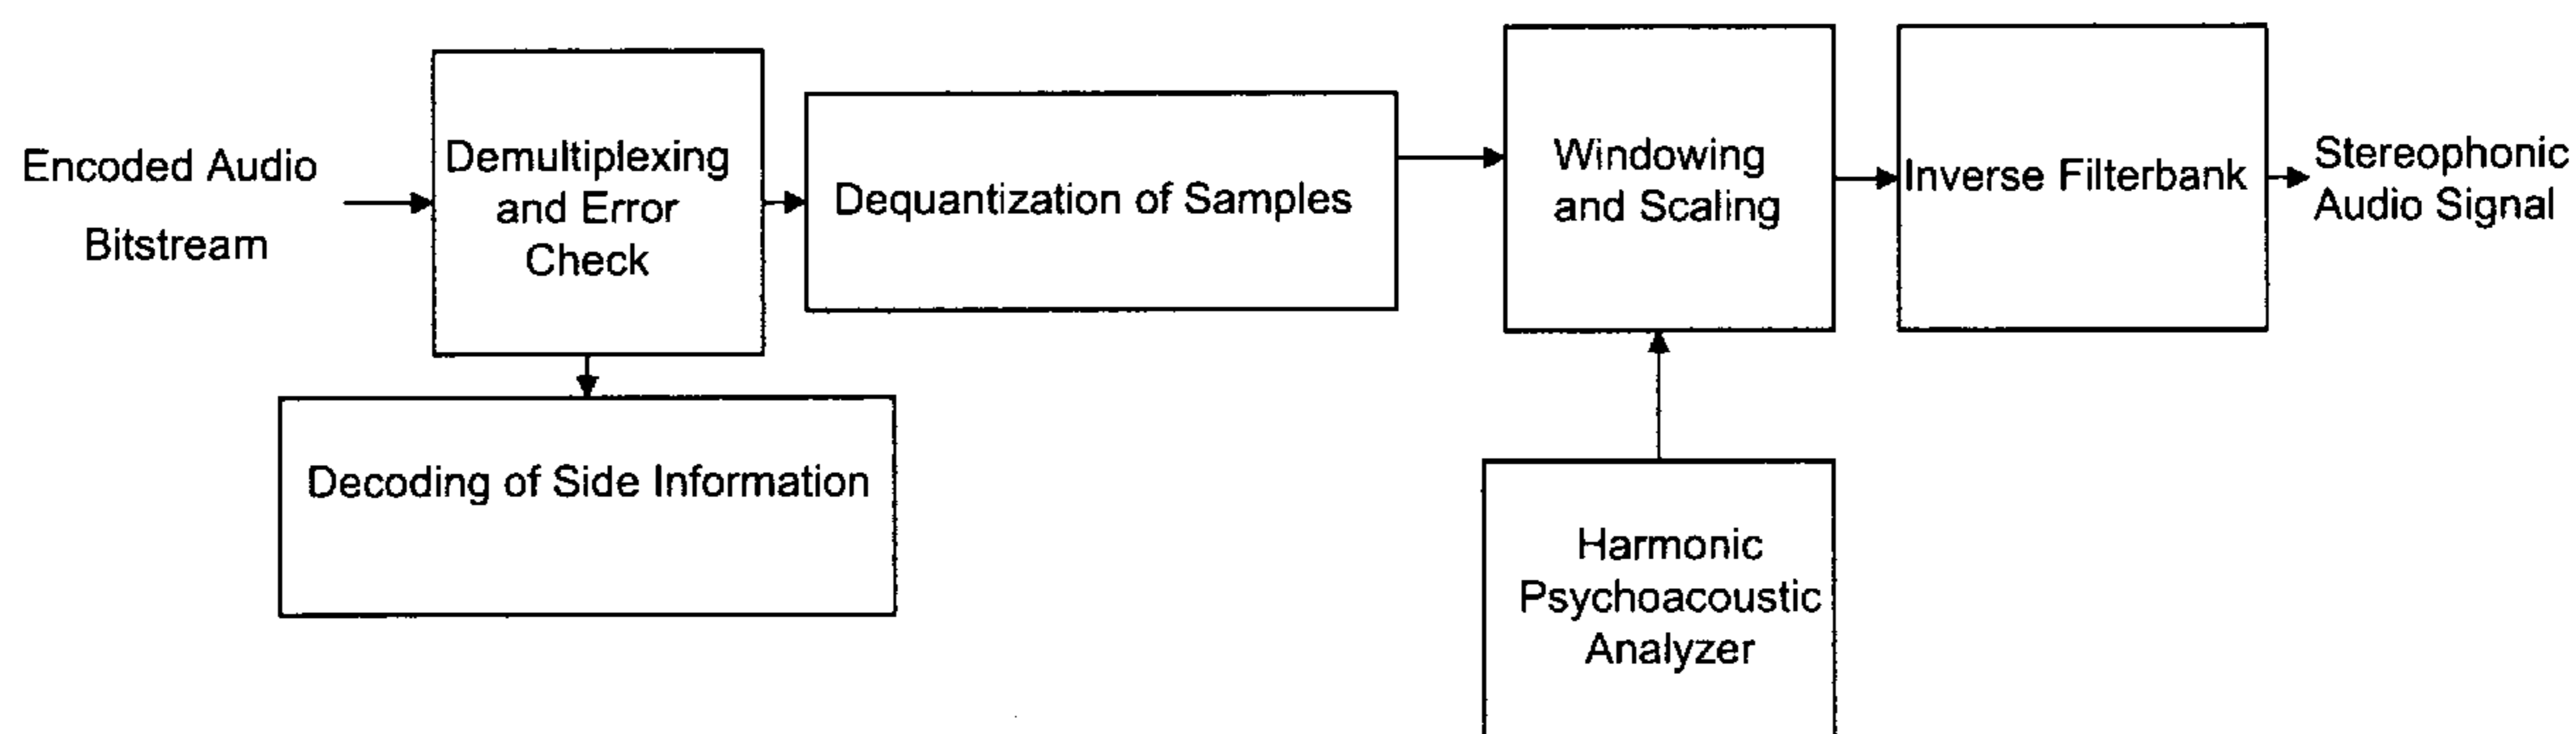 Encoded Audio
Bitstream
Demultiplexing
and Error
Check
Dequantization of Samples
Windowing
and Scaling
Inverse Filterbank
Stereophonic
Audio Signal
Decoding of Side Information
Harmonic
Psychoacoustic
Analyzer